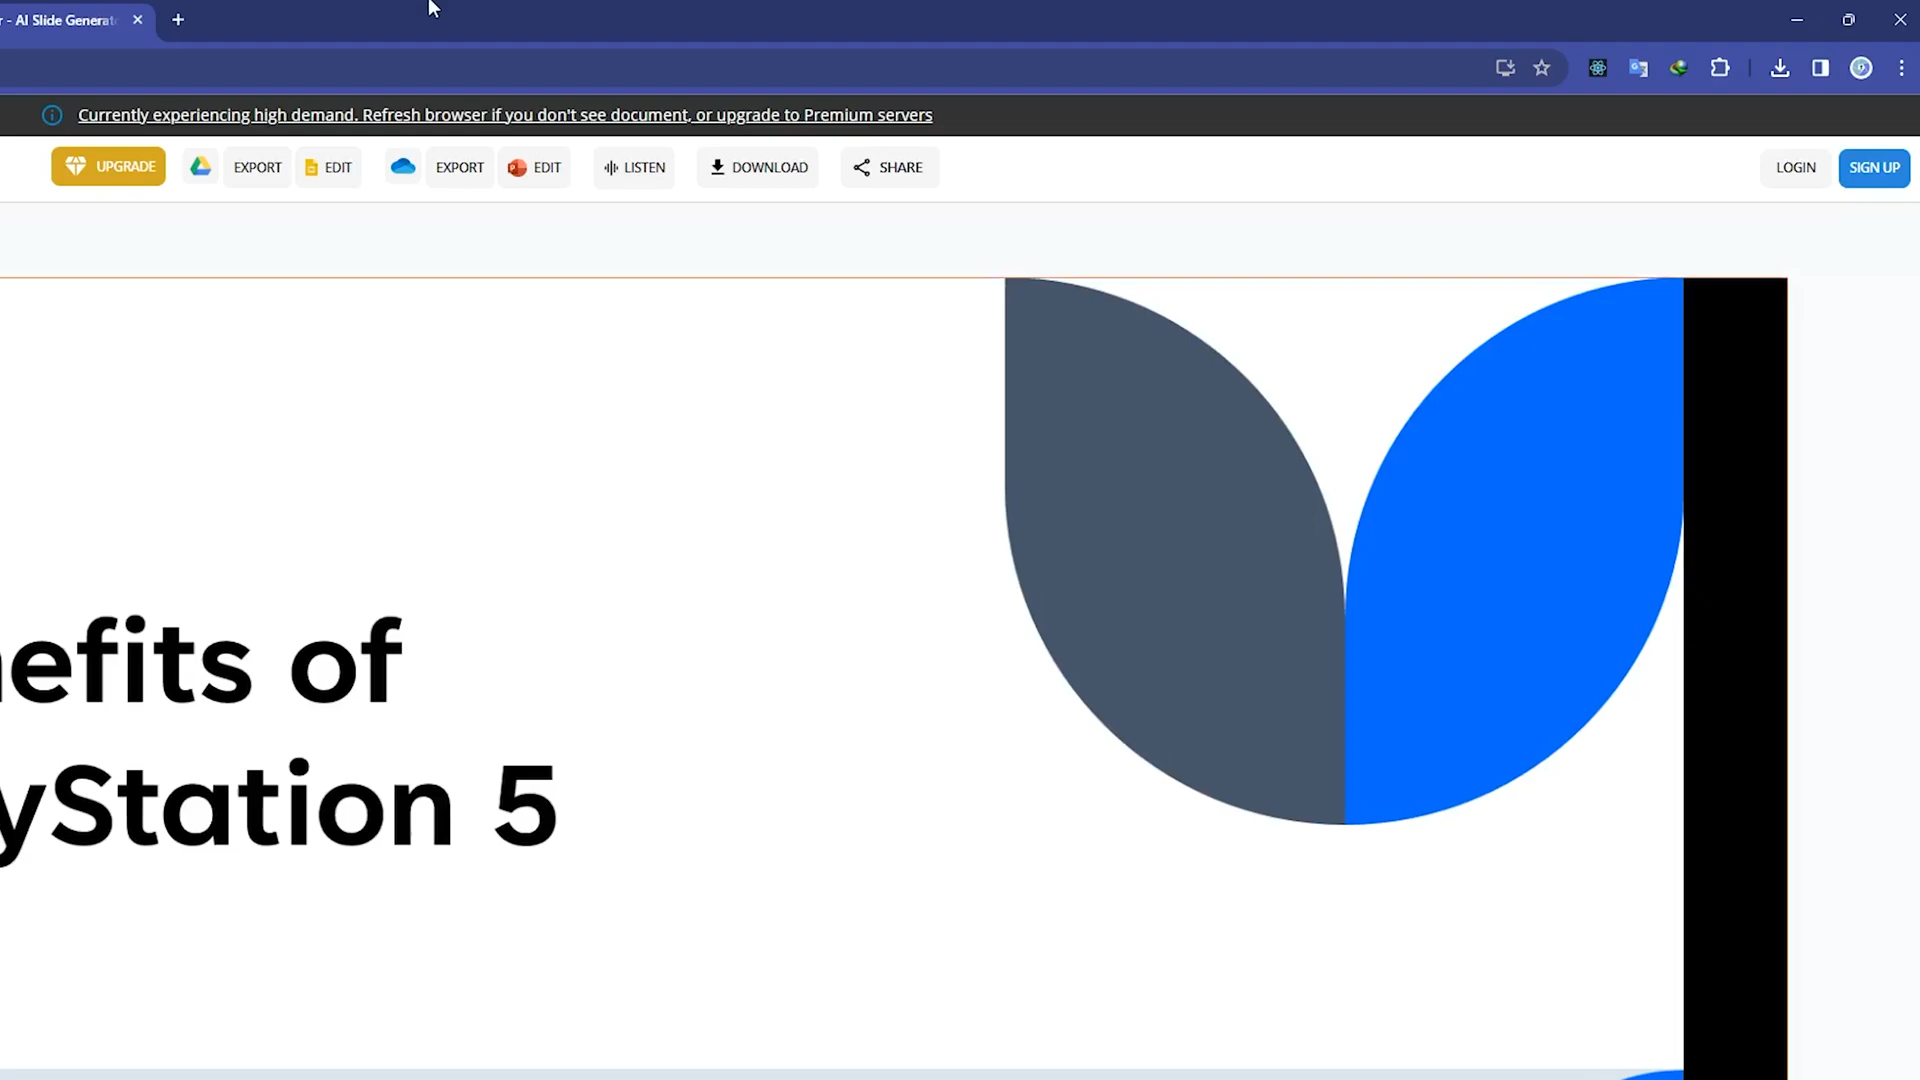 r - AI Slide Generat
Currently experiencing high demand. Refresh browser if you don't see document, or upgrade to Premium servers
UPGRADE EXPORT EDIT EXPORT EDIT LISTEN DOWNLOAD SHARE LOGIN SIGN UP
nefits of
yStation 5